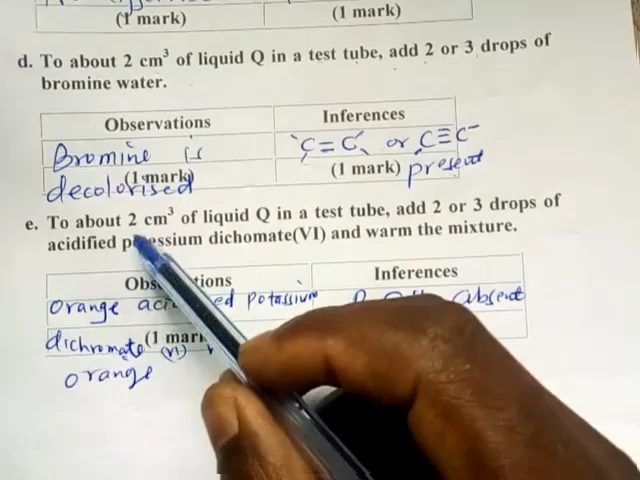 (1 mark) (1 mark)
d. To about 2 cm³ of liquid Q in a test tube, add 2 or 3 drops of
bromine water.
Observations Inferences
Bromine is C=C or C≡C
(1 mark) (1 mark) present
decolorised
e. To about 2 cm³ of liquid Q in a test tube, add 2 or 3 drops of
acidified potassium dichomate(VI) and warm the mixture.
Inferences
orange potassium absent
dichromate (1 mark
(VI)
orange